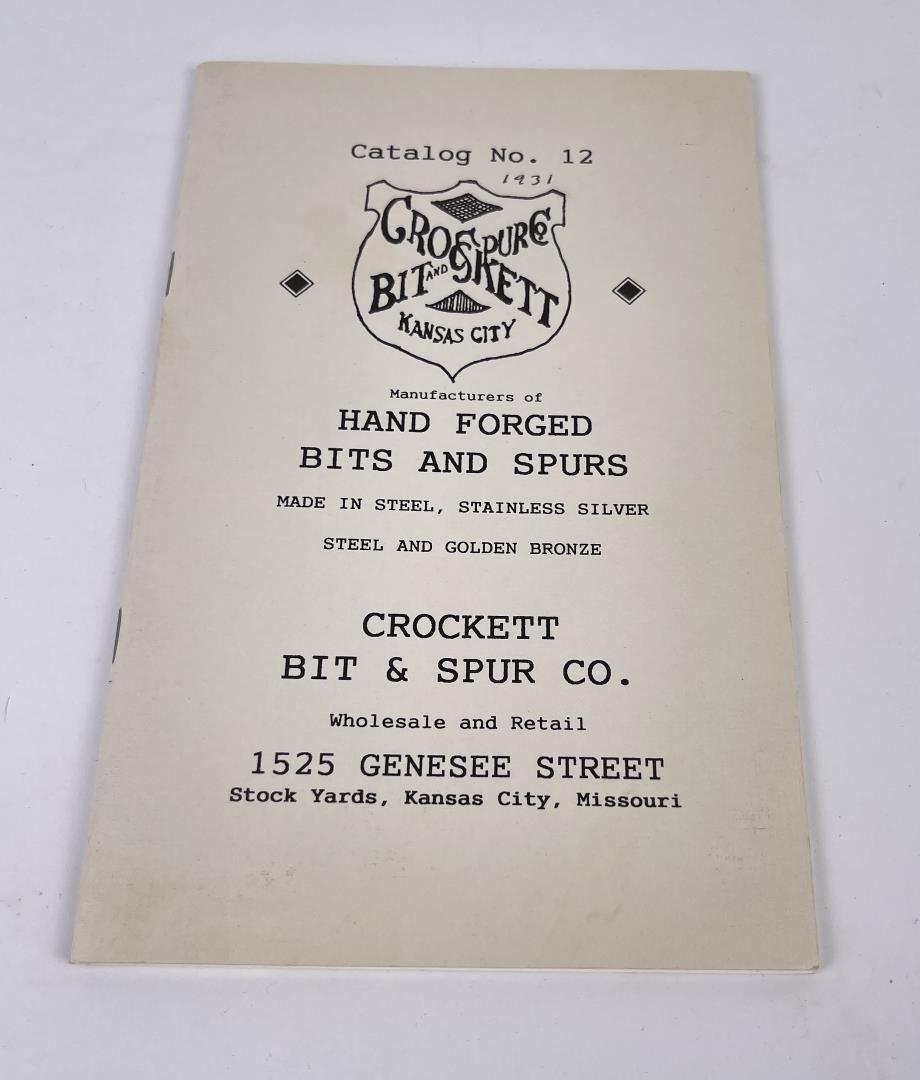 Catalog No. 12
1931
CROCKETT
BIT AND SPUR CO
KANSAS CITY
Manufacturers of
HAND FORGED
BITS AND SPURS
MADE IN STEEL, STAINLESS SILVER
STEEL AND GOLDEN BRONZE
CROCKETT
BIT & SPUR CO.
Wholesale and Retail
1525 GENESEE STREET
Stock Yards, Kansas City, Missouri